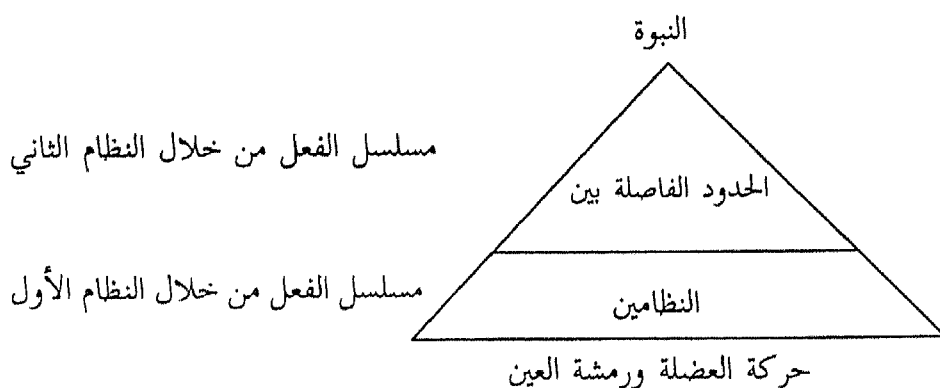 النبوة
مسلسل الفعل من خلال النظام الثاني
الحدود الفاصلة بين
مسلسل الفعل من خلال النظام الأول
النظامين
حركة العضلة ورمشة العين